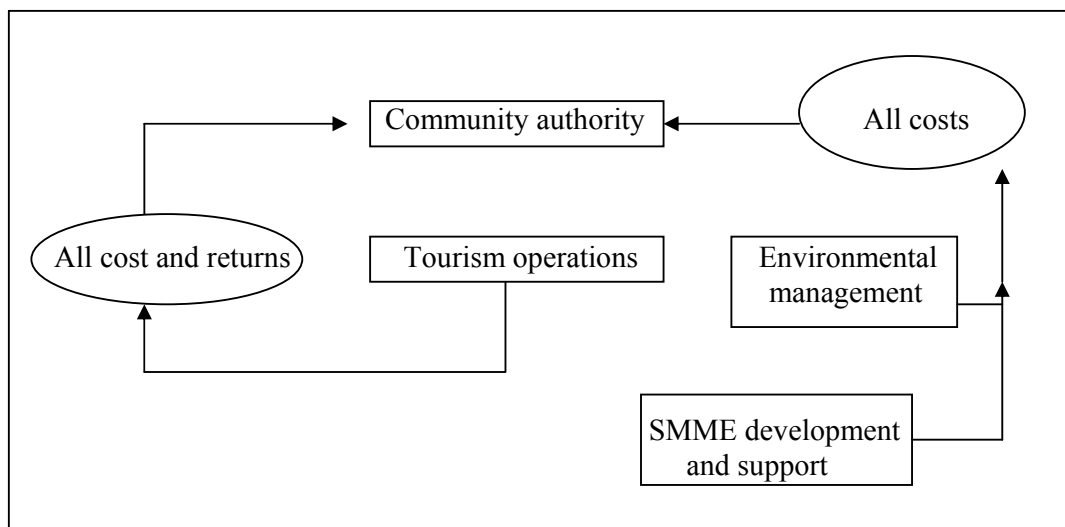 Community authority
All costs
All cost and returns
Tourism operations
Environmental
management
SMME development
and support